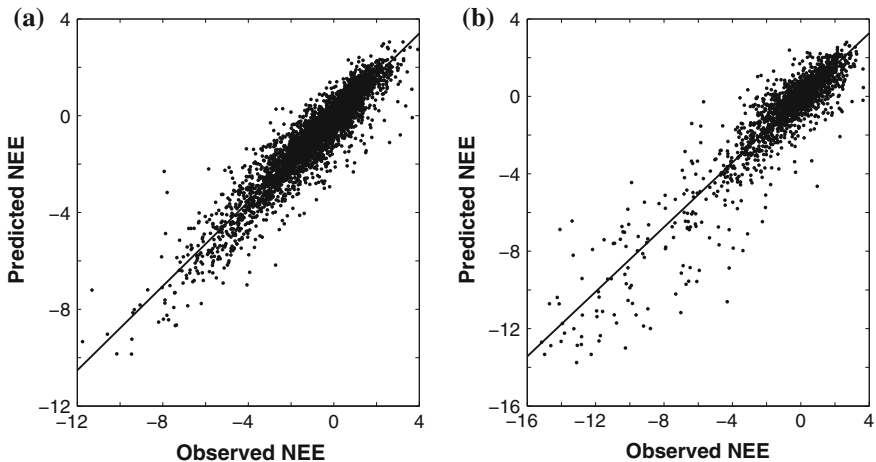 (a)
4
0
−4
−8
−12
Predicted NEE
−12 −8 −4 0 4
Observed NEE
(b)
4
0
−4
−8
−12
−16
Predicted NEE
−16 −12 −8 −4 0 4
Observed NEE